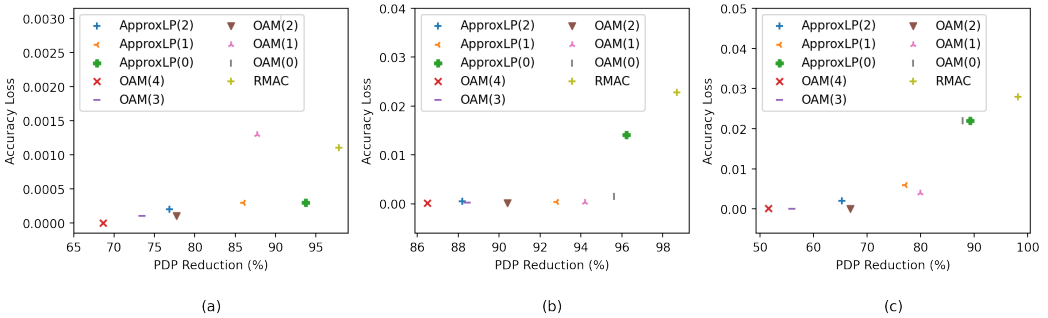 Accuracy Loss
0.0030
0.0025
0.0020
0.0015
0.0010
0.0005
0.0000
ApproxLP(2)
ApproxLP(1)
ApproxLP(0)
OAM(4)
OAM(3)
OAM(2)
OAM(1)
OAM(0)
RMAC
65 70 75 80 85 90 95
PDP Reduction (%)
(a)
Accuracy Loss
0.04
0.03
0.02
0.01
0.00
ApproxLP(2)
ApproxLP(1)
ApproxLP(0)
OAM(4)
OAM(3)
OAM(2)
OAM(1)
OAM(0)
RMAC
86 88 90 92 94 96 98
PDP Reduction (%)
(b)
Accuracy Loss
0.05
0.04
0.03
0.02
0.01
0.00
ApproxLP(2)
ApproxLP(1)
ApproxLP(0)
OAM(4)
OAM(3)
OAM(2)
OAM(1)
OAM(0)
RMAC
50 60 70 80 90 100
PDP Reduction (%)
(c)